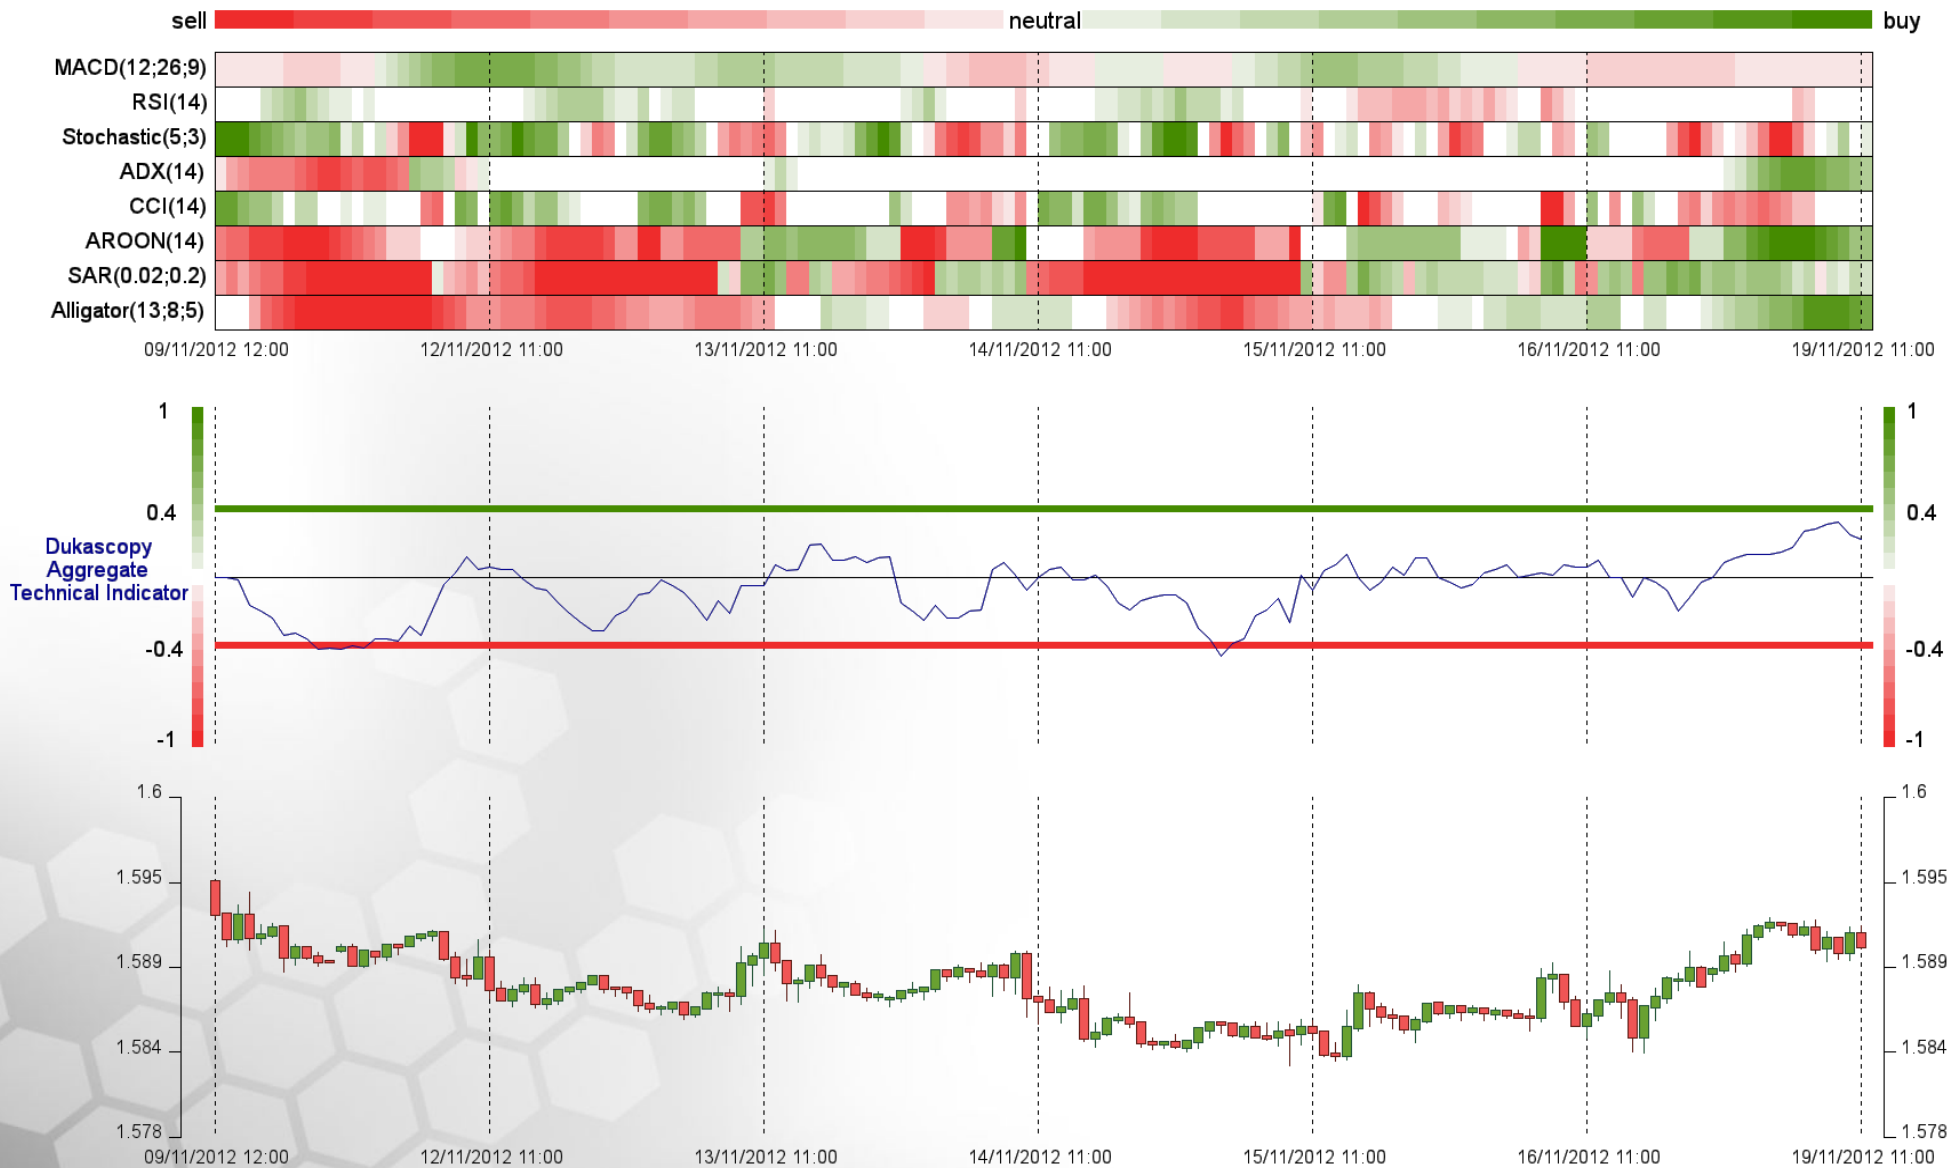 sell neutral buy
MACD(12;26;9)
RSI(14)
Stochastic(5;3)
ADX(14)
CCI(14)
AROON(14)
SAR(0.02;0.2)
Alligator(13;8;5)
09/11/2012 12:00 12/11/2012 11:00 13/11/2012 11:00 14/11/2012 11:00 15/11/2012 11:00 16/11/2012 11:00 19/11/2012 11:00
1 1
0.4 0.4
Dukascopy
Aggregate
Technical Indicator
-0.4 -0.4
-1 -1
1.6 1.6
1.595 1.595
1.589 1.589
1.584 1.584
1.578 1.578
09/11/2012 12:00 12/11/2012 11:00 13/11/2012 11:00 14/11/2012 11:00 15/11/2012 11:00 16/11/2012 11:00 19/11/2012 11:00